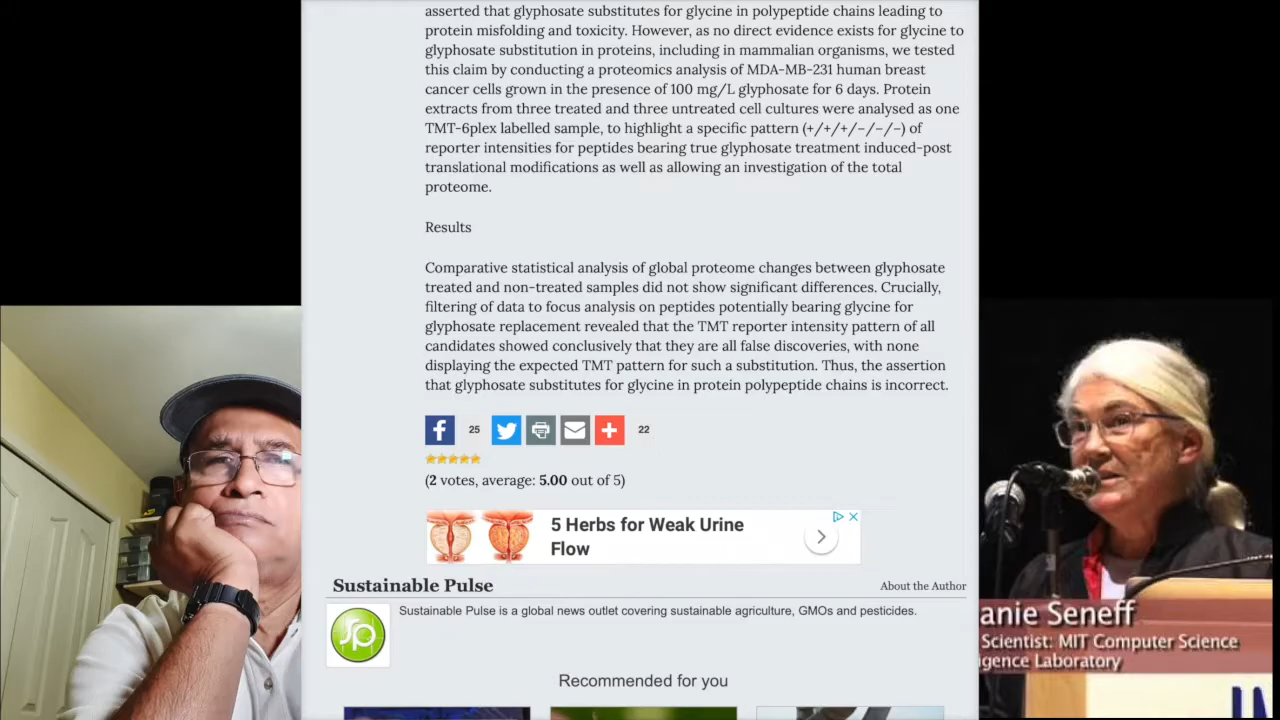 asserted that glyphosate substitutes for glycine in polypeptide chains leading to
protein misfolding and toxicity. However, as no direct evidence exists for glycine to
glyphosate substitution in proteins, including in mammalian organisms, we tested
this claim by conducting a proteomics analysis of MDA-MB-231 human breast
cancer cells grown in the presence of 100 mg/L glyphosate for 6 days. Protein
extracts from three treated and three untreated cell cultures were analysed as one
TMT-6plex labelled sample, to highlight a specific pattern (+/+/+/−/−/−) of
reporter intensities for peptides bearing true glyphosate treatment induced-post
translational modifications as well as allowing an investigation of the total
proteome.
Results
Comparative statistical analysis of global proteome changes between glyphosate
treated and non-treated samples did not show significant differences. Crucially,
filtering of data to focus analysis on peptides potentially bearing glycine for
glyphosate replacement revealed that the TMT reporter intensity pattern of all
candidates showed conclusively that they are all false discoveries, with none
displaying the expected TMT pattern for such a substitution. Thus, the assertion
that glyphosate substitutes for glycine in protein polypeptide chains is incorrect.
25
22
(2 votes, average: 5.00 out of 5)
5 Herbs for Weak Urine
Flow
Sustainable Pulse
About the Author
Sustainable Pulse is a global news outlet covering sustainable agriculture, GMOs and pesticides.
sp
Recommended for you
anie Seneff
Scientist: MIT Computer Science
igence Laboratory